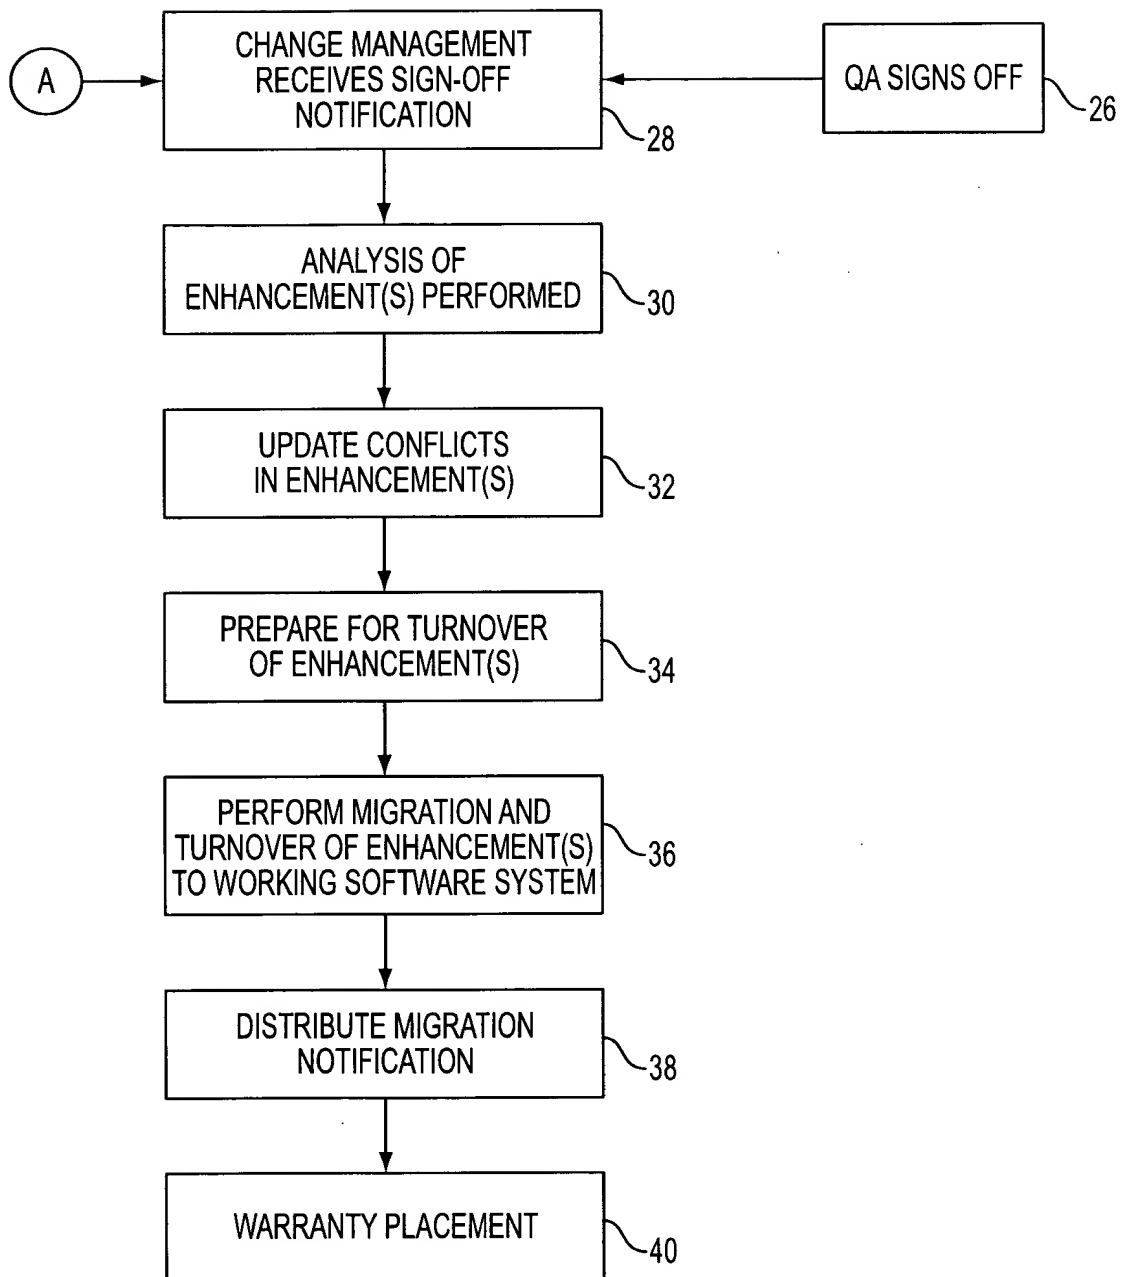 A
CHANGE MANAGEMENT
RECEIVES SIGN-OFF
NOTIFICATION
28
QA SIGNS OFF
26
ANALYSIS OF
ENHANCEMENT(S) PERFORMED
30
UPDATE CONFLICTS
IN ENHANCEMENT(S)
32
PREPARE FOR TURNOVER
OF ENHANCEMENT(S)
34
PERFORM MIGRATION AND
TURNOVER OF ENHANCEMENT(S)
TO WORKING SOFTWARE SYSTEM
36
DISTRIBUTE MIGRATION
NOTIFICATION
38
WARRANTY PLACEMENT
40